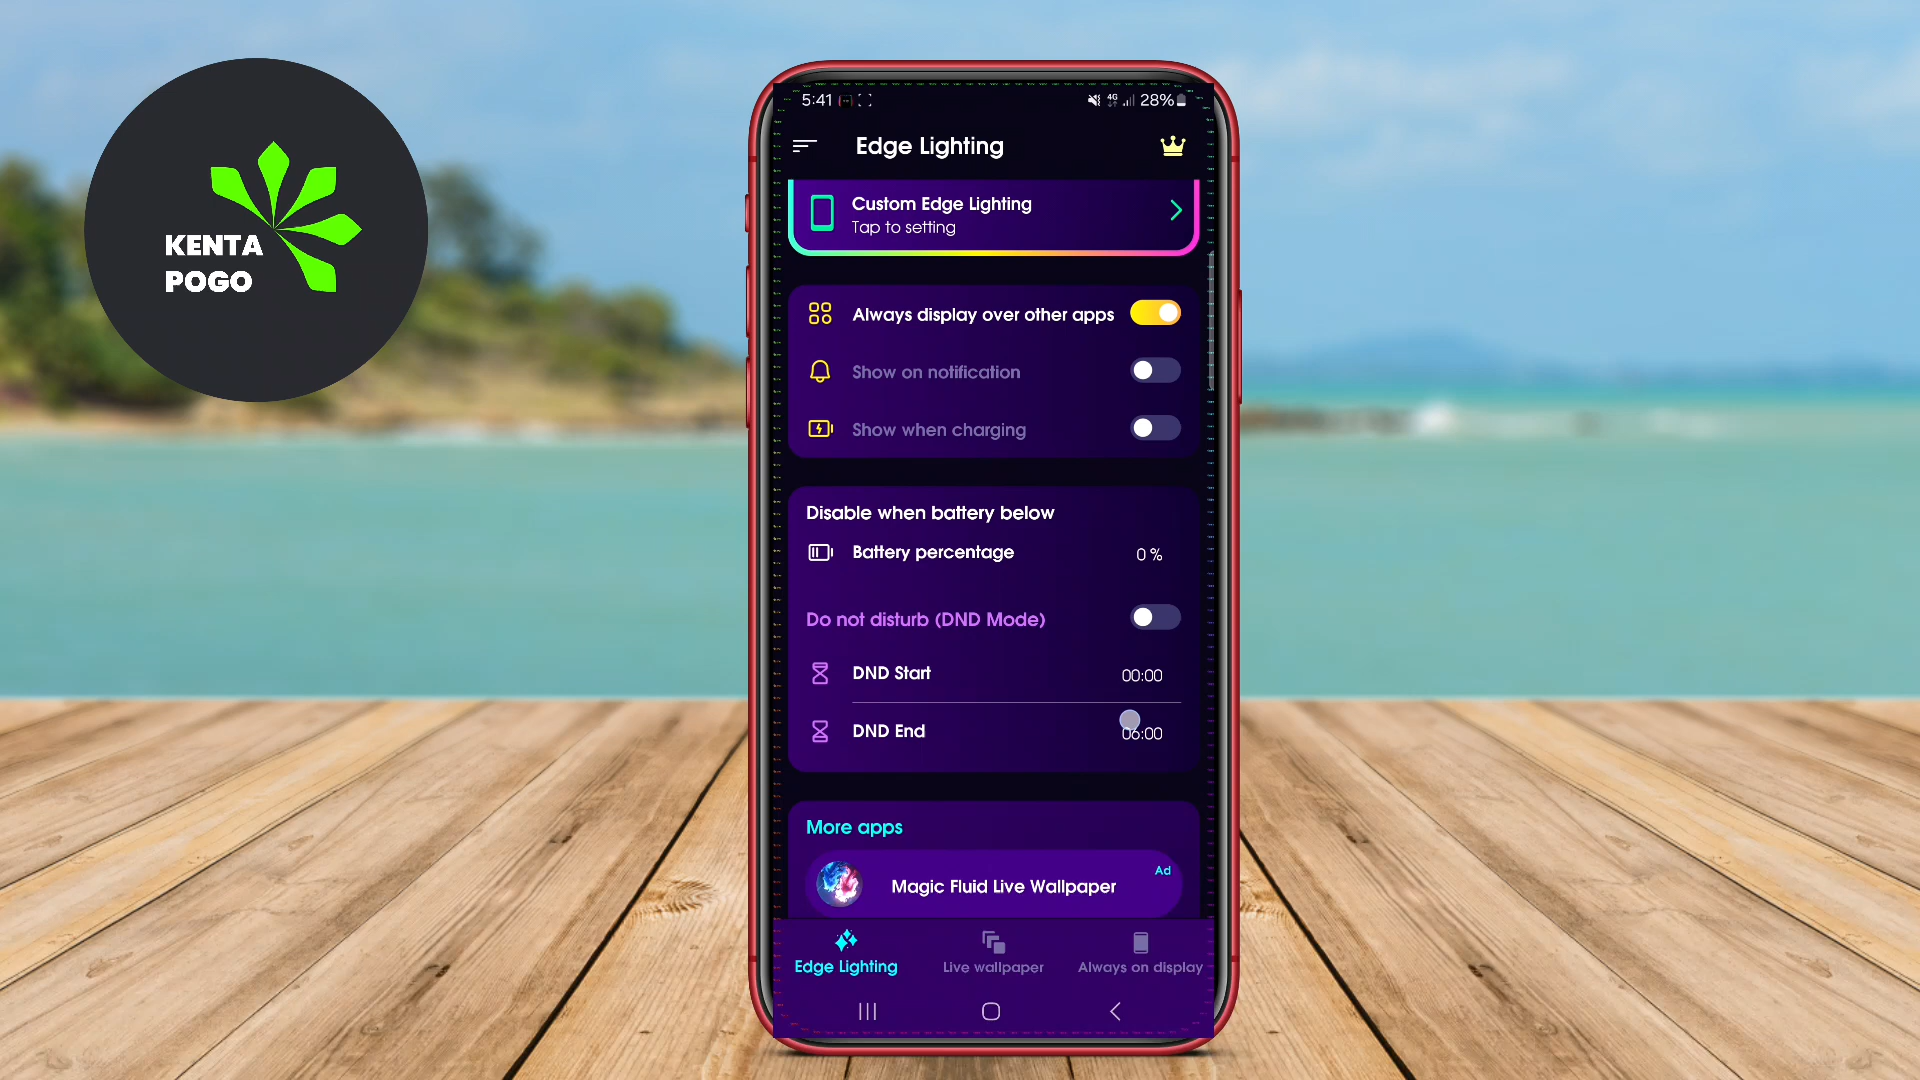 KENTA
POGO
5:41
4G
28%
Edge Lighting
Custom Edge Lighting
Tap to setting
Always display over other apps
Show on notification
Show when charging
Disable when battery below
Battery percentage
0 %
Do not disturb (DND Mode)
DND Start
00:00
DND End
06:00
More apps
Ad
Magic Fluid Live Wallpaper
Edge Lighting
Live wallpaper
Always on display